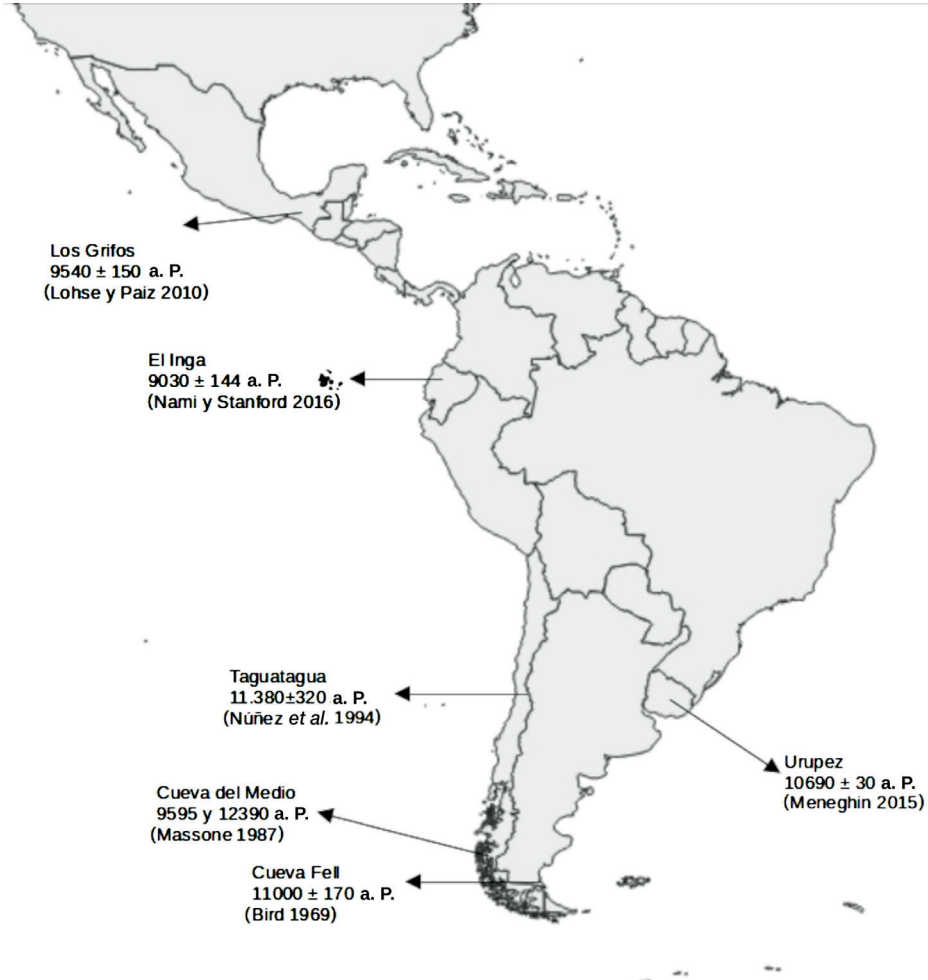 Los Grifos
9540 ± 150 a. P.
(Lohse y Paiz 2010)
El Inga
9030 ± 144 a. P.
(Nami y Stanford 2016)
Taguatagua
11.380±320 a. P.
(Núñez et al. 1994)
Urupez
10690 ± 30 a. P.
(Meneghin 2015)
Cueva del Medio
9595 y 12390 a. P.
(Massone 1987)
Cueva Fell
11000 ± 170 a. P.
(Bird 1969)